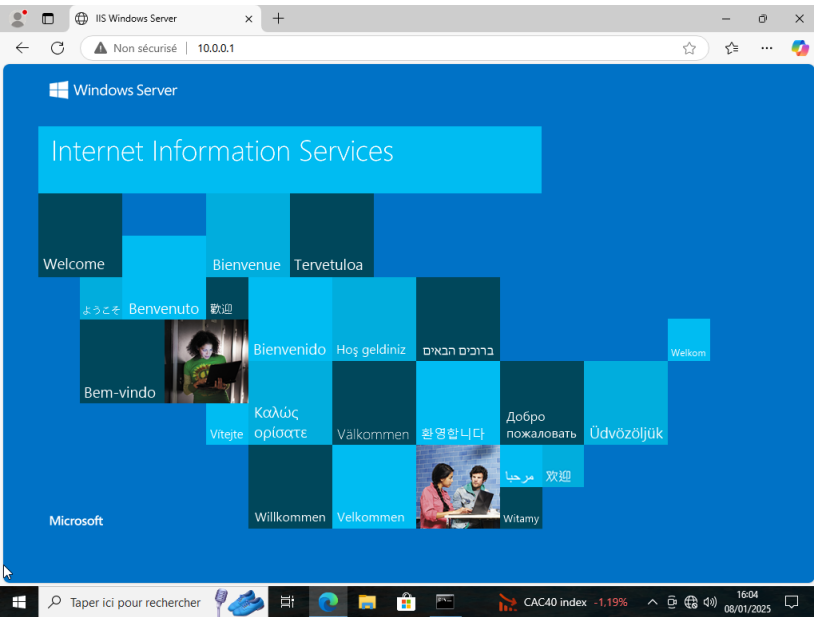 IIS Windows Server
Non sécurisé
10.0.0.1
Windows Server
Internet Information Services
Welcome
Bienvenue
Tervetuloa
ようこそ
Benvenuto
歡迎
Bienvenido
Hoş geldiniz
ברוכים הבאים
Welkom
Bem-vindo
Vítejte
Καλώς
ορίσατε
Välkommen
환영합니다
Добро
пожаловать
Üdvözöljük
Microsoft
Willkommen
Velkommen
مرحبا
欢迎
Witamy
Taper ici pour rechercher
CAC40 index -1,19%
16:04
08/01/2025